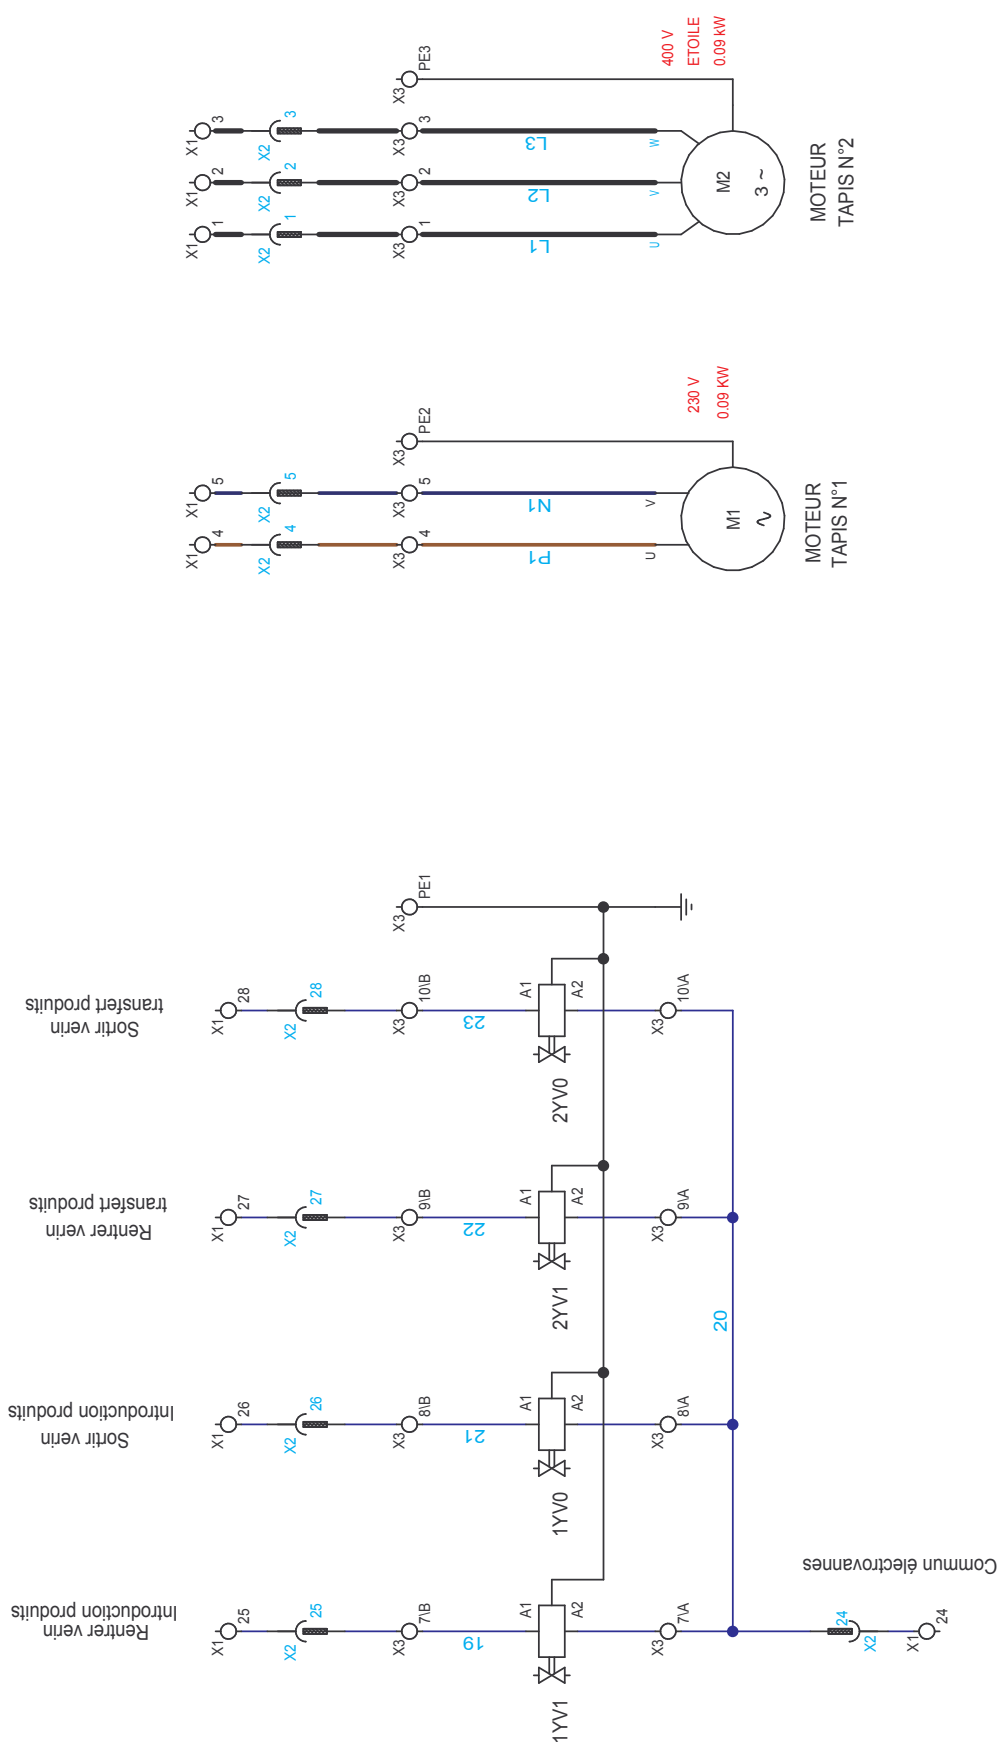 400 V
ETOILE
0.09 kW
X3 PE3
X1 3
X2 3
X3 3
L3
W
X1 2
X2 2
X3 2
L2
V
X1 1
X2 1
X3 1
L1
U
M2
3 ~
MOTEUR
TAPIS N°2
230 V
0.09 KW
X3 PE2
X1 5
X2 5
X3 5
N1
V
X1 4
X2 4
X3 4
P1
U
M1
MOTEUR
TAPIS N°1
X3 PE1
Sortir verin
transfert produits
X1 28
X2 28
X3 10\B
23
A1
A2
2YV0
X3 10\A
Rentrer verin
transfert produits
X1 27
X2 27
X3 9\B
22
A1
A2
2YV1
X3 9\A
20
Sortir verin
Introduction produits
X1 26
X2 26
X3 8\B
21
A1
A2
1YV0
X3 8\A
Rentrer verin
Introduction produits
X1 25
X2 25
X3 7\B
19
A1
A2
1YV1
X3 7\A
Commun électrovannes
24
X2
X1 24